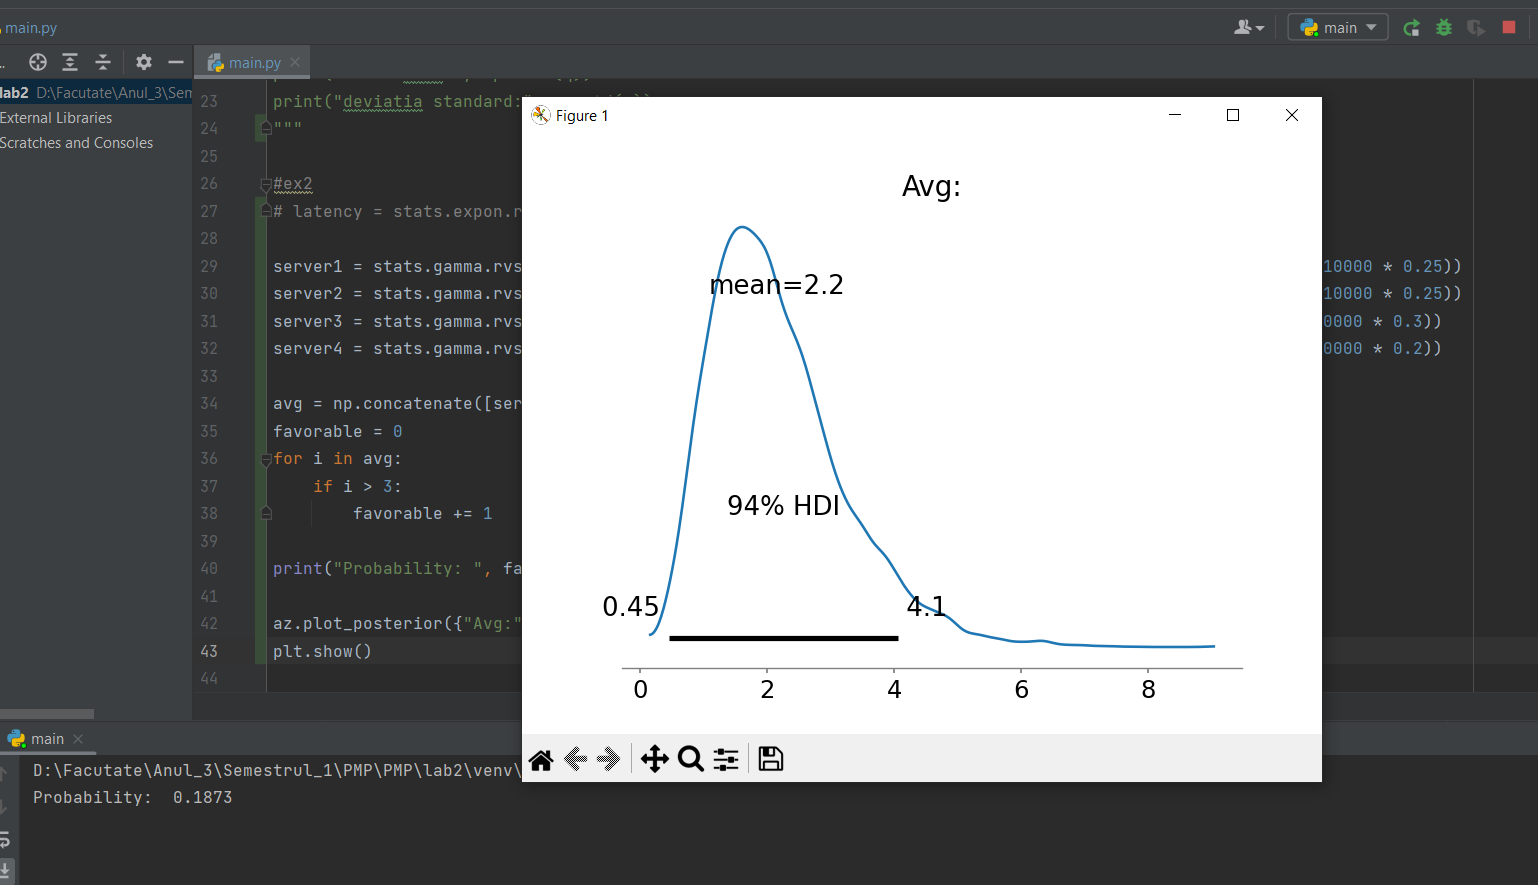 main.py
main
main.py
lab2 D:\Facutate\Anul_3\Sem
External Libraries
Scratches and Consoles
23 print("deviatia standard:"
24 """
25
26 #ex2
27 # latency = stats.expon.r
28
29 server1 = stats.gamma.rvs 10000 * 0.25))
30 server2 = stats.gamma.rvs 10000 * 0.25))
31 server3 = stats.gamma.rvs 0000 * 0.3))
32 server4 = stats.gamma.rvs 0000 * 0.2))
33
34 avg = np.concatenate([ser
35 favorable = 0
36 for i in avg:
37 if i > 3:
38 favorable += 1
39
40 print("Probability: ", fa
41
42 az.plot_posterior({"Avg:"
43 plt.show()
44
Figure 1
Avg:
mean=2.2
94% HDI
0.45 4.1
0 2 4 6 8
main
D:\Facutate\Anul_3\Semestrul_1\PMP\PMP\lab2\venv\
Probability: 0.1873